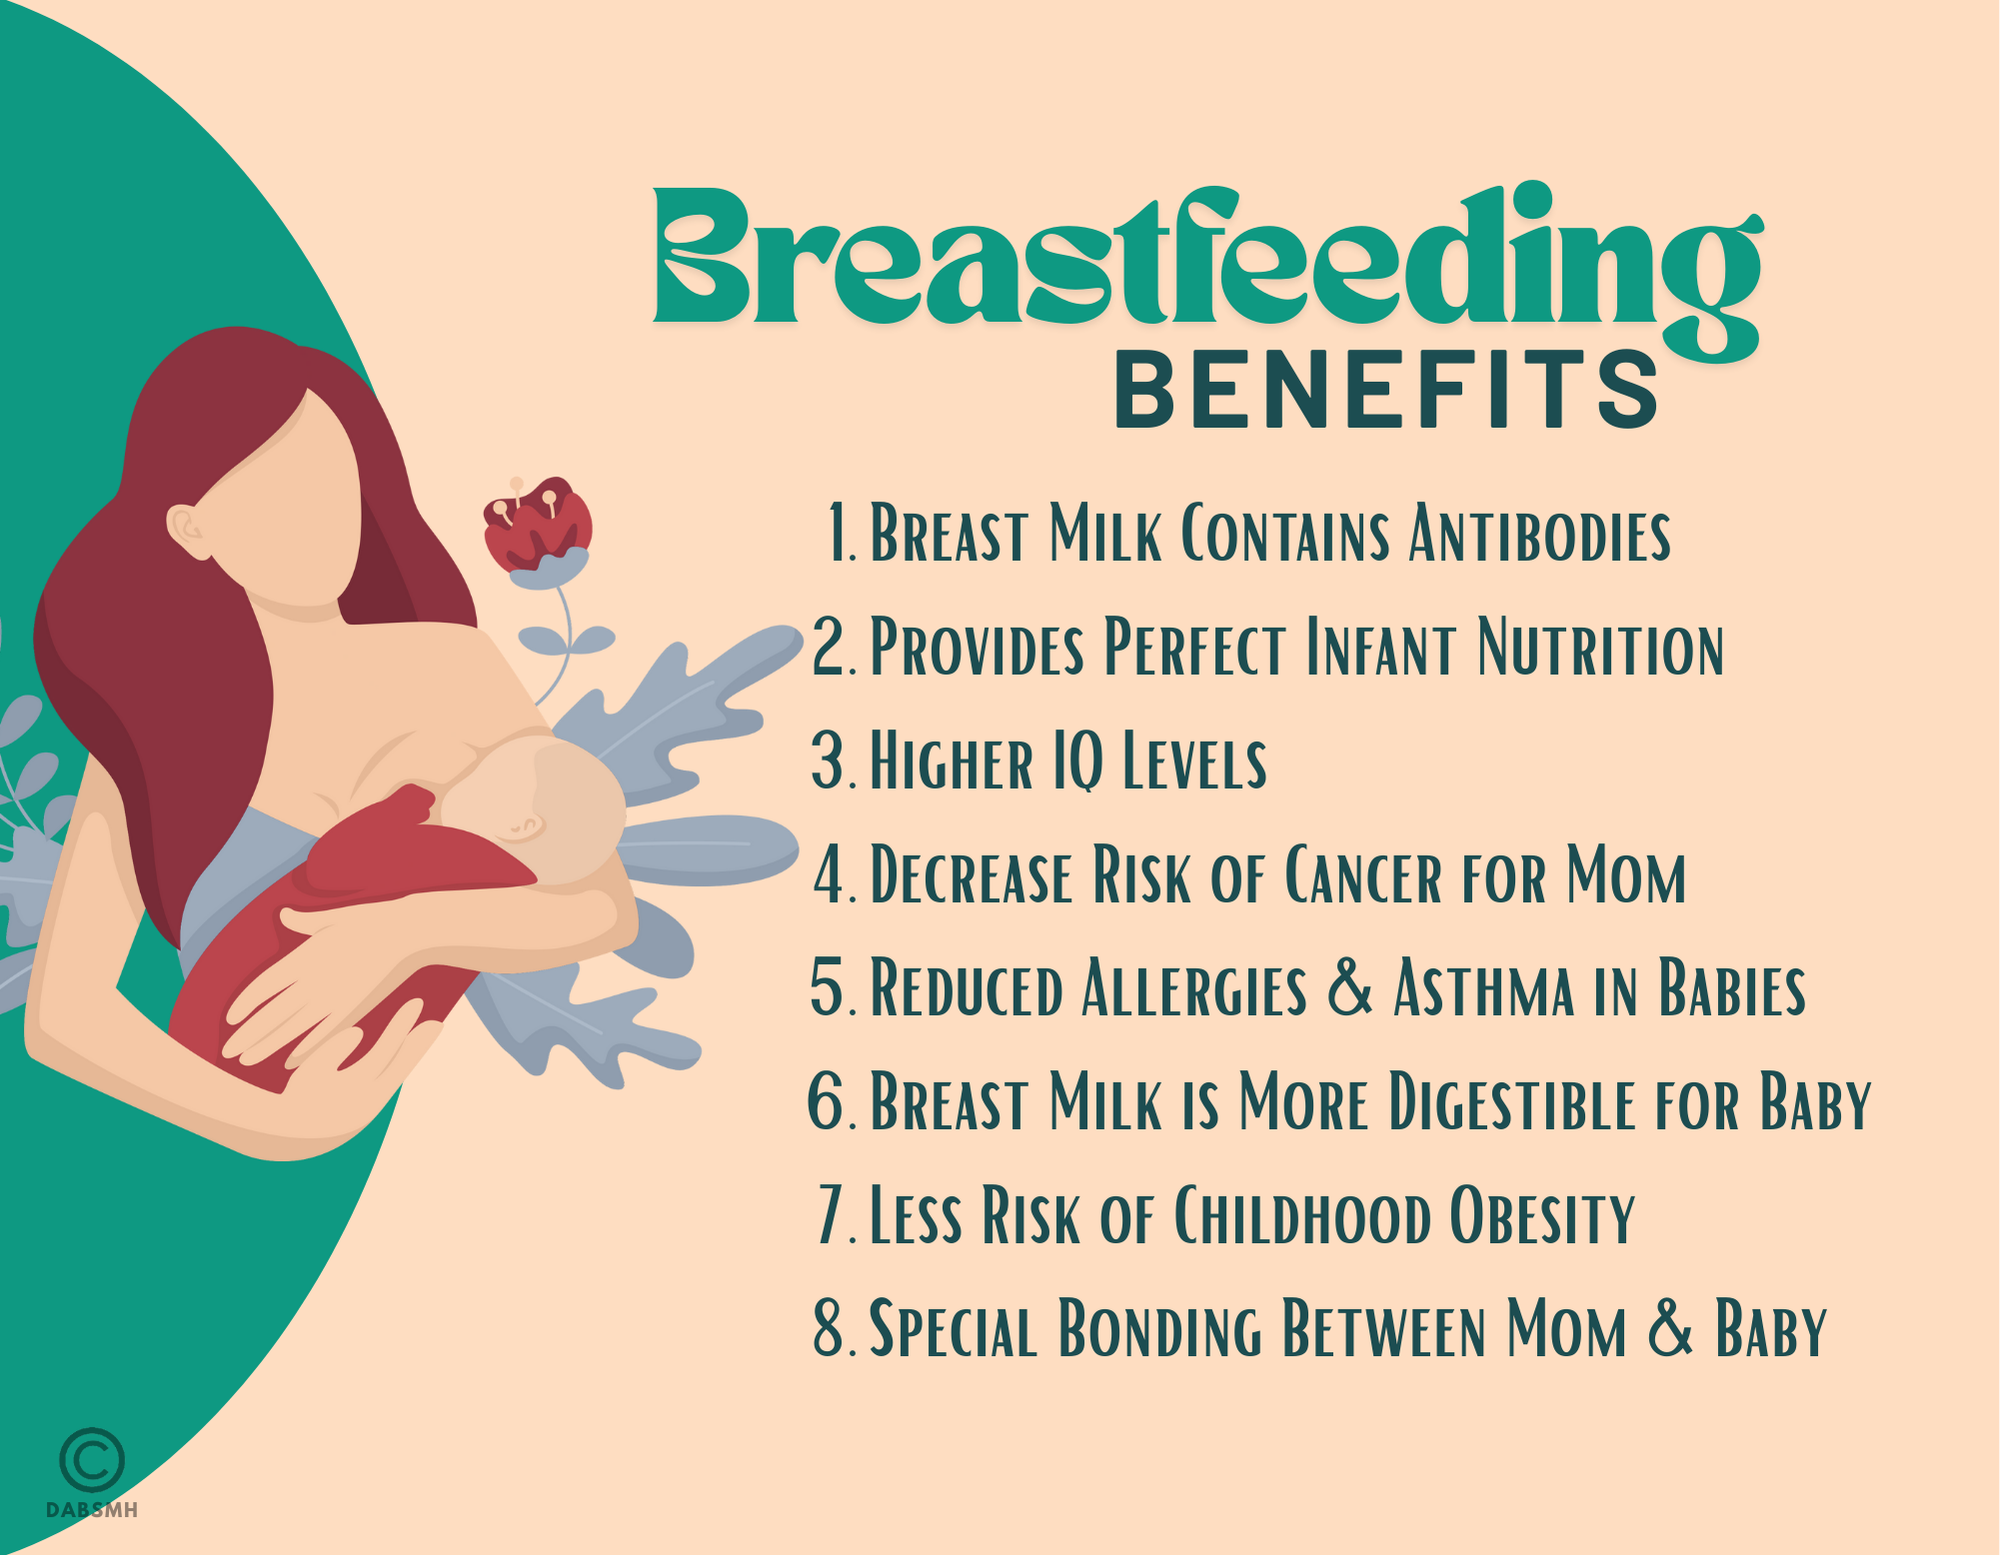 Breastfeeding
BENEFITS
1. Breast Milk Contains Antibodies
2. Provides Perfect Infant Nutrition
3. Higher IQ Levels
4. Decrease Risk of Cancer for Mom
5. Reduced Allergies & Asthma in Babies
6. Breast Milk is More Digestible for Baby
7. Less Risk of Childhood Obesity
8. Special Bonding Between Mom & Baby
©
DABSMH